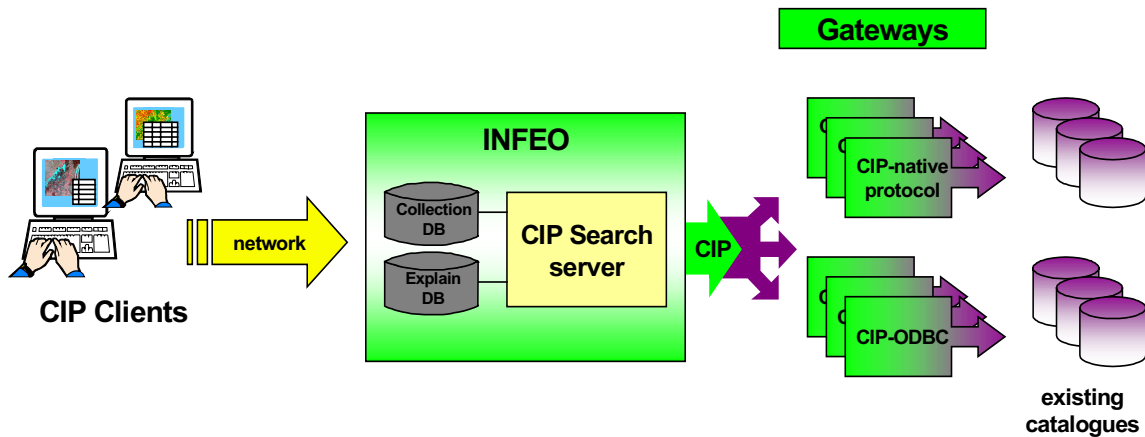 Gateways
INFEO
Collection
DB
Explain
DB
CIP Search
server
network
CIP Clients
CIP
C
C
CIP-native
protocol
C
C
CIP-ODBC
existing
catalogues